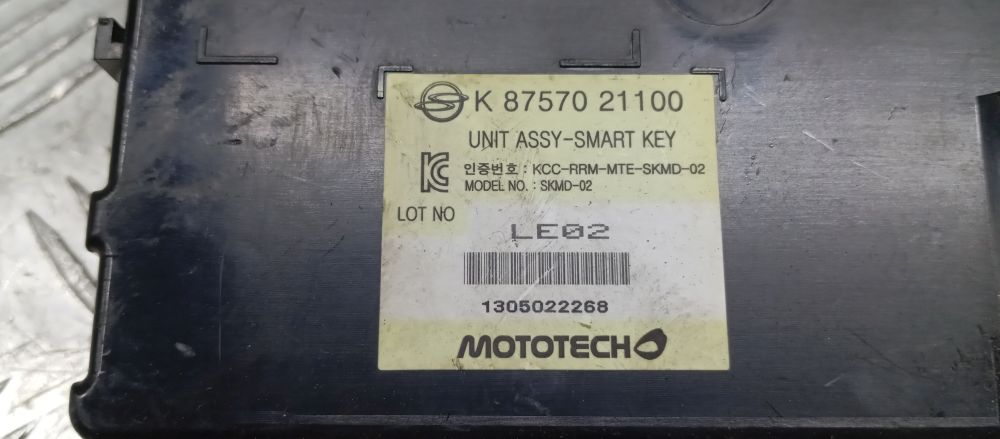 K 87570 21100
UNIT ASSY-SMART KEY
인증번호 : KCC-RRM-MTE-SKMD-02
MODEL NO. : SKMD-02
LOT NO
LE02
1305022268
MOTOTECH